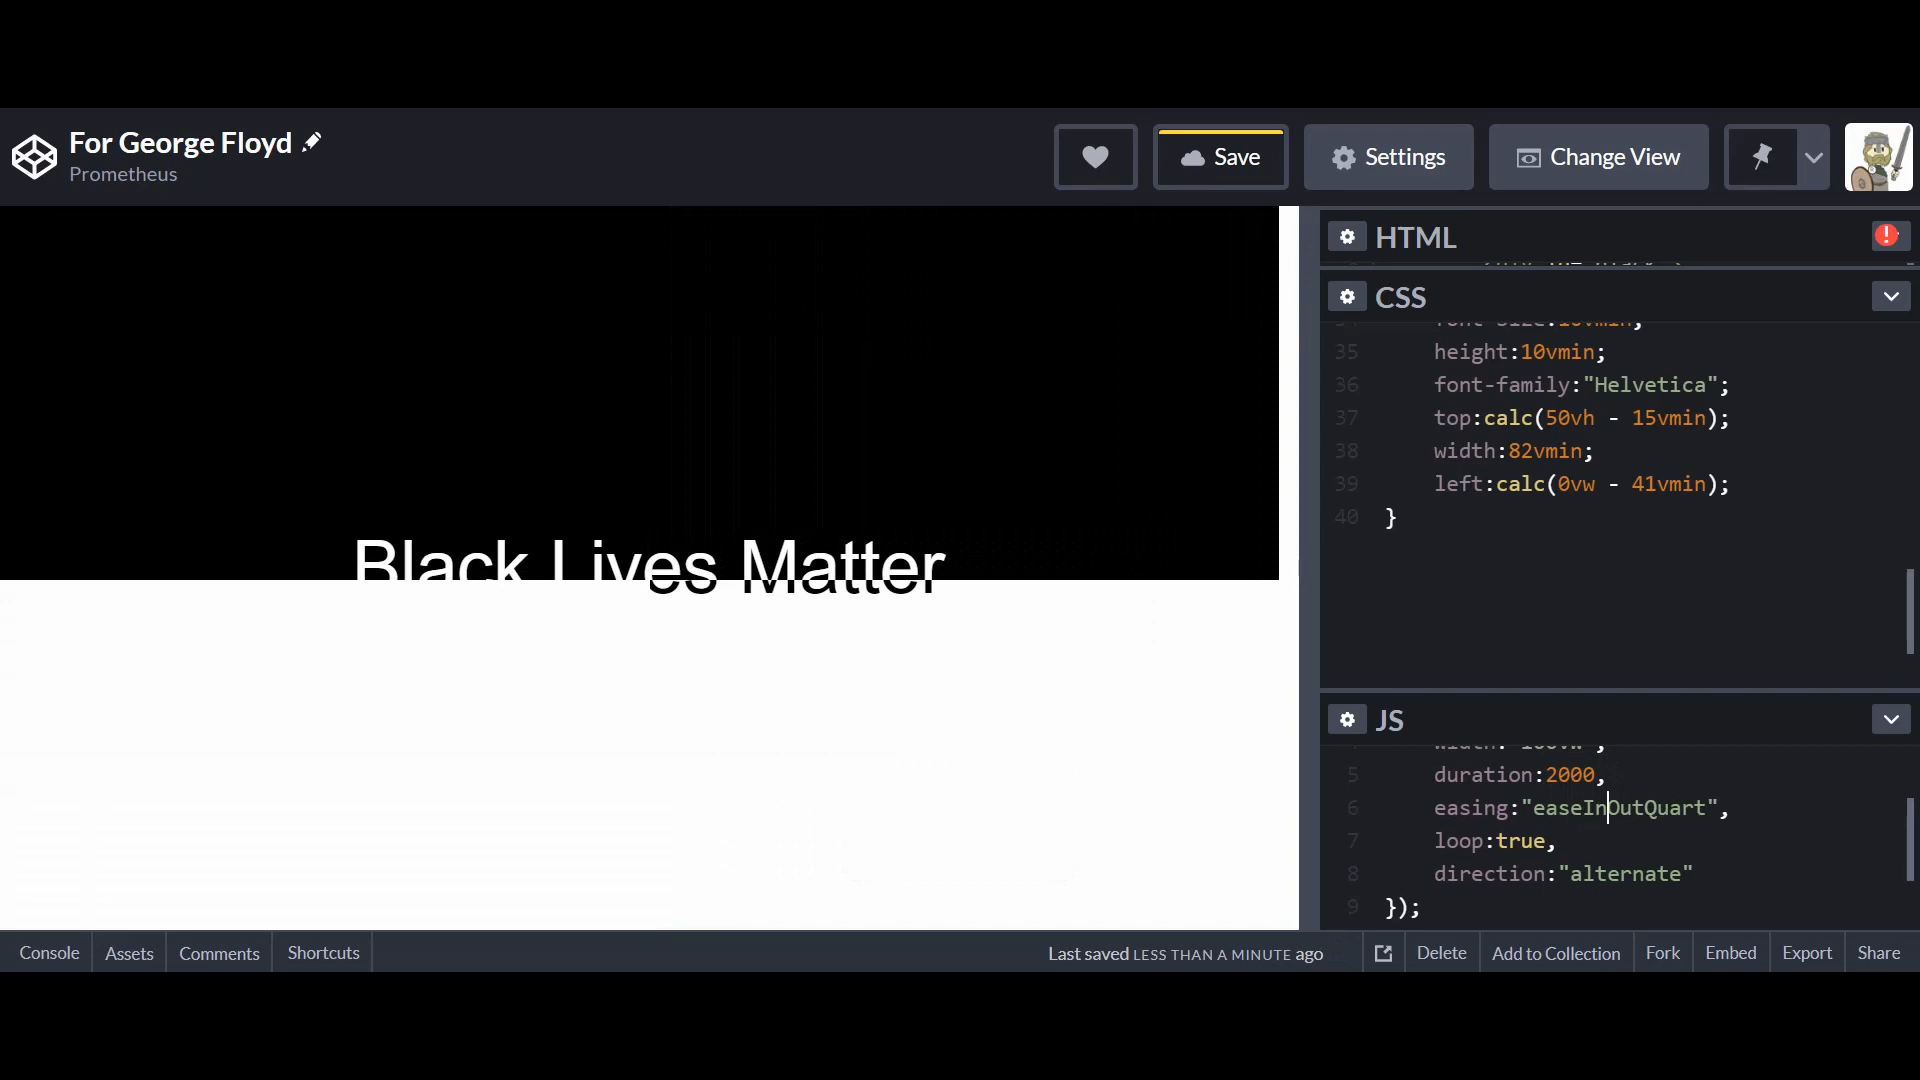 For George Floyd
Prometheus
Save
Settings
Change View
Black Lives Matter
HTML
CSS
35 height:10vmin;
36 font-family:"Helvetica";
37 top:calc(50vh - 15vmin);
38 width:82vmin;
39 left:calc(0vw - 41vmin);
40 }
JS
5 duration:2000,
6 easing:"easeInOutQuart",
7 loop:true,
8 direction:"alternate"
9 });
Console
Assets
Comments
Shortcuts
Last saved LESS THAN A MINUTE ago
Delete
Add to Collection
Fork
Embed
Export
Share